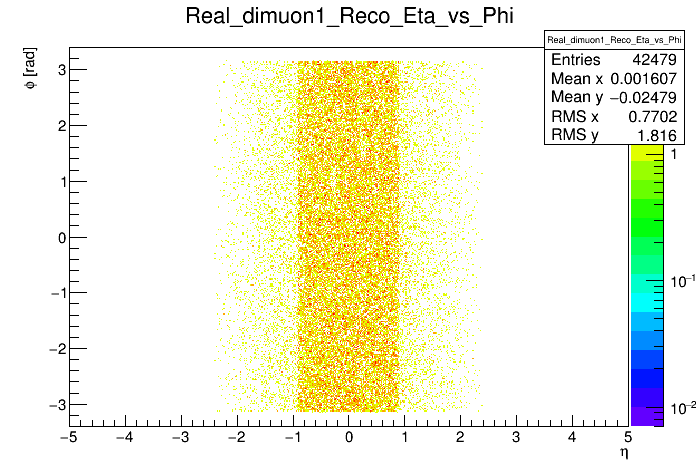 Real_dimuon1_Reco_Eta_vs_Phi
Real_dimuon1_Reco_Eta_vs_Phi
Entries 42479
Mean x 0.001607
Mean y −0.02479
RMS x 0.7702
RMS y 1.816
ϕ [rad]
3
2
1
0
−1
−2
−3
−5 −4 −3 −2 −1 0 1 2 3 4 5
η
1
10⁻¹
10⁻²